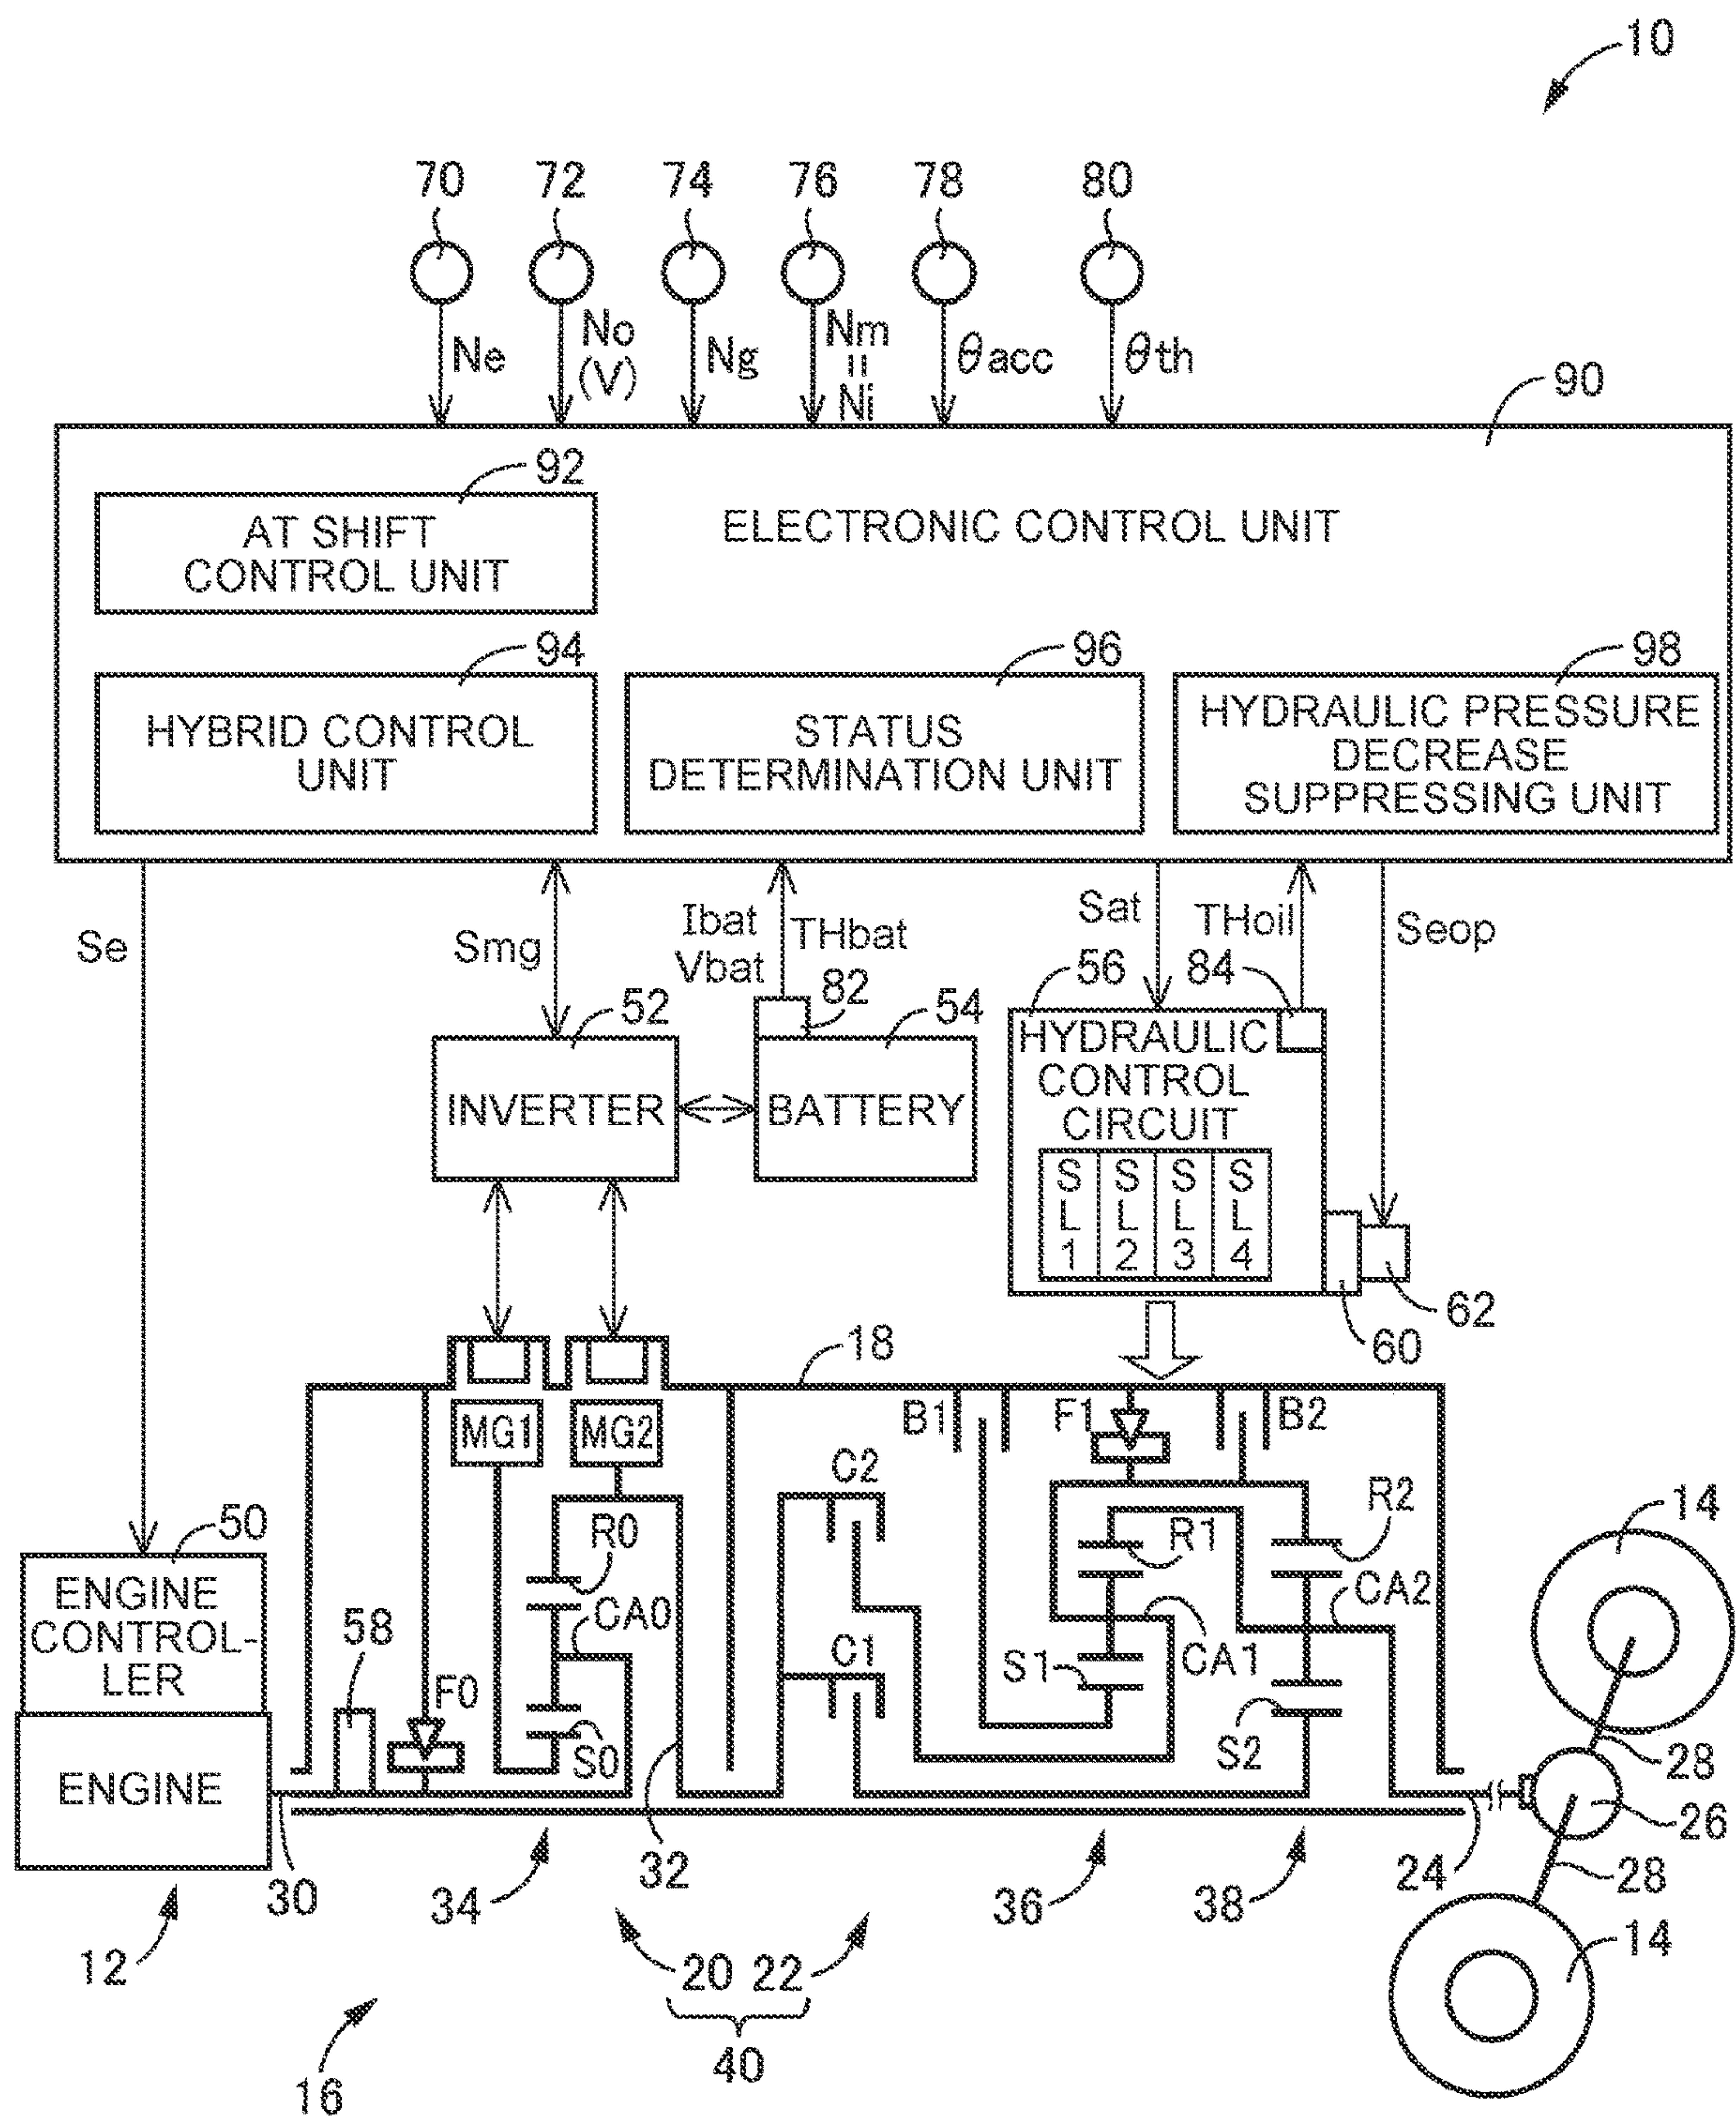 10
70 72 74 76 78 80
Ne
No
(V)
Ng
Nm
=
Ni
θacc
θth
90
92
AT SHIFT
CONTROL UNIT
ELECTRONIC CONTROL UNIT
94
HYBRID CONTROL
UNIT
96
STATUS
DETERMINATION UNIT
98
HYDRAULIC PRESSURE
DECREASE
SUPPRESSING UNIT
Se
Smg
Ibat
Vbat
THbat
Sat
THoil
Seop
52
82
54
56
84
INVERTER
BATTERY
HYDRAULIC
CONTROL
CIRCUIT
SL1
SL2
SL3
SL4
62
60
18
MG1
MG2
B1
F1
B2
C2
R0
R1
R2
14
50
ENGINE
CONTROL-
LER
58
CA0
CA2
C1
S1
CA1
F0
S0
S2
28
ENGINE
26
28
30
32
24
34
36
38
12
20 22
14
40
16